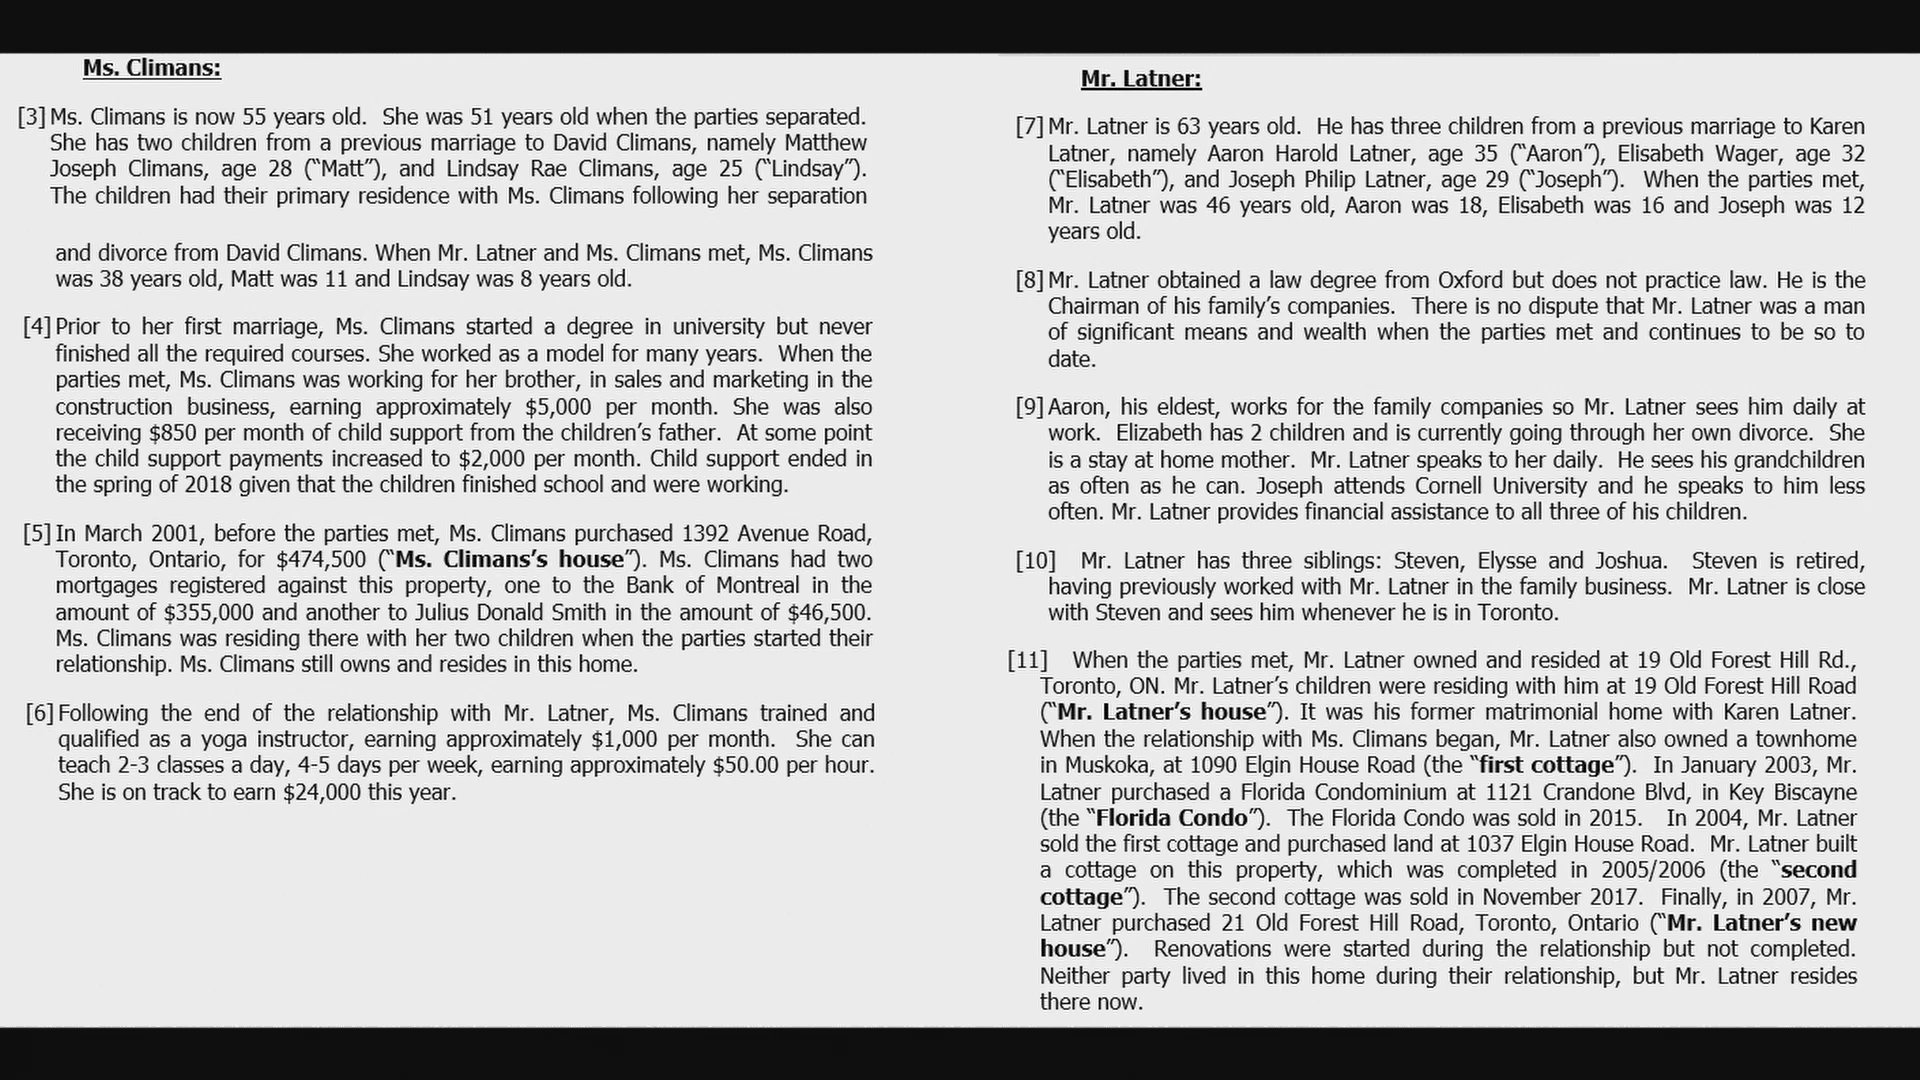 Ms. Climans:
[3] Ms. Climans is now 55 years old. She was 51 years old when the parties separated.
She has two children from a previous marriage to David Climans, namely Matthew
Joseph Climans, age 28 (“Matt”), and Lindsay Rae Climans, age 25 (“Lindsay”).
The children had their primary residence with Ms. Climans following her separation
and divorce from David Climans. When Mr. Latner and Ms. Climans met, Ms. Climans
was 38 years old, Matt was 11 and Lindsay was 8 years old.
[4] Prior to her first marriage, Ms. Climans started a degree in university but never
finished all the required courses. She worked as a model for many years. When the
parties met, Ms. Climans was working for her brother, in sales and marketing in the
construction business, earning approximately $5,000 per month. She was also
receiving $850 per month of child support from the children’s father. At some point
the child support payments increased to $2,000 per month. Child support ended in
the spring of 2018 given that the children finished school and were working.
[5] In March 2001, before the parties met, Ms. Climans purchased 1392 Avenue Road,
Toronto, Ontario, for $474,500 (“Ms. Climans’s house”). Ms. Climans had two
mortgages registered against this property, one to the Bank of Montreal in the
amount of $355,000 and another to Julius Donald Smith in the amount of $46,500.
Ms. Climans was residing there with her two children when the parties started their
relationship. Ms. Climans still owns and resides in this home.
[6] Following the end of the relationship with Mr. Latner, Ms. Climans trained and
qualified as a yoga instructor, earning approximately $1,000 per month. She can
teach 2-3 classes a day, 4-5 days per week, earning approximately $50.00 per hour.
She is on track to earn $24,000 this year.
Mr. Latner:
[7] Mr. Latner is 63 years old. He has three children from a previous marriage to Karen
Latner, namely Aaron Harold Latner, age 35 (“Aaron”), Elisabeth Wager, age 32
(“Elisabeth”), and Joseph Philip Latner, age 29 (“Joseph”). When the parties met,
Mr. Latner was 46 years old, Aaron was 18, Elisabeth was 16 and Joseph was 12
years old.
[8] Mr. Latner obtained a law degree from Oxford but does not practice law. He is the
Chairman of his family’s companies. There is no dispute that Mr. Latner was a man
of significant means and wealth when the parties met and continues to be so to
date.
[9] Aaron, his eldest, works for the family companies so Mr. Latner sees him daily at
work. Elizabeth has 2 children and is currently going through her own divorce. She
is a stay at home mother. Mr. Latner speaks to her daily. He sees his grandchildren
as often as he can. Joseph attends Cornell University and he speaks to him less
often. Mr. Latner provides financial assistance to all three of his children.
[10] Mr. Latner has three siblings: Steven, Elysse and Joshua. Steven is retired,
having previously worked with Mr. Latner in the family business. Mr. Latner is close
with Steven and sees him whenever he is in Toronto.
[11] When the parties met, Mr. Latner owned and resided at 19 Old Forest Hill Rd.,
Toronto, ON. Mr. Latner’s children were residing with him at 19 Old Forest Hill Road
(“Mr. Latner’s house”). It was his former matrimonial home with Karen Latner.
When the relationship with Ms. Climans began, Mr. Latner also owned a townhome
in Muskoka, at 1090 Elgin House Road (the “first cottage”). In January 2003, Mr.
Latner purchased a Florida Condominium at 1121 Crandone Blvd, in Key Biscayne
(the “Florida Condo”). The Florida Condo was sold in 2015. In 2004, Mr. Latner
sold the first cottage and purchased land at 1037 Elgin House Road. Mr. Latner built
a cottage on this property, which was completed in 2005/2006 (the “second
cottage”). The second cottage was sold in November 2017. Finally, in 2007, Mr.
Latner purchased 21 Old Forest Hill Road, Toronto, Ontario (“Mr. Latner’s new
house”). Renovations were started during the relationship but not completed.
Neither party lived in this home during their relationship, but Mr. Latner resides
there now.